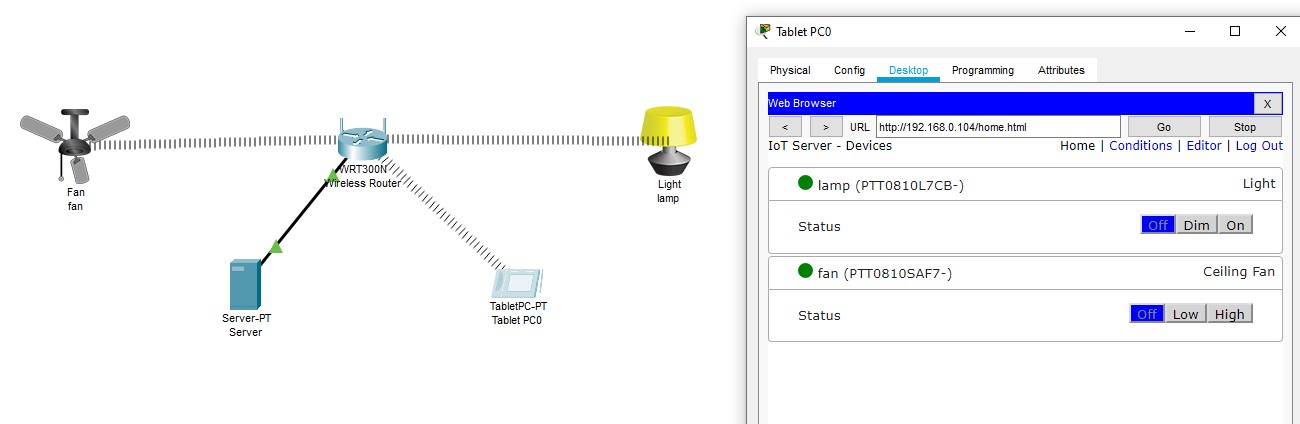 Fan
fan
WRT300N
Wireless Router
Light
lamp
Server-PT
Server
TabletPC-PT
Tablet PC0
Tablet PC0
Physical Config Desktop Programming Attributes
Web Browser X
< > URL http://192.168.0.104/home.html Go Stop
IoT Server - Devices Home | Conditions | Editor | Log Out
lamp (PTT0810L7CB-) Light
Status Off Dim On
fan (PTT0810SAF7-) Ceiling Fan
Status Off Low High